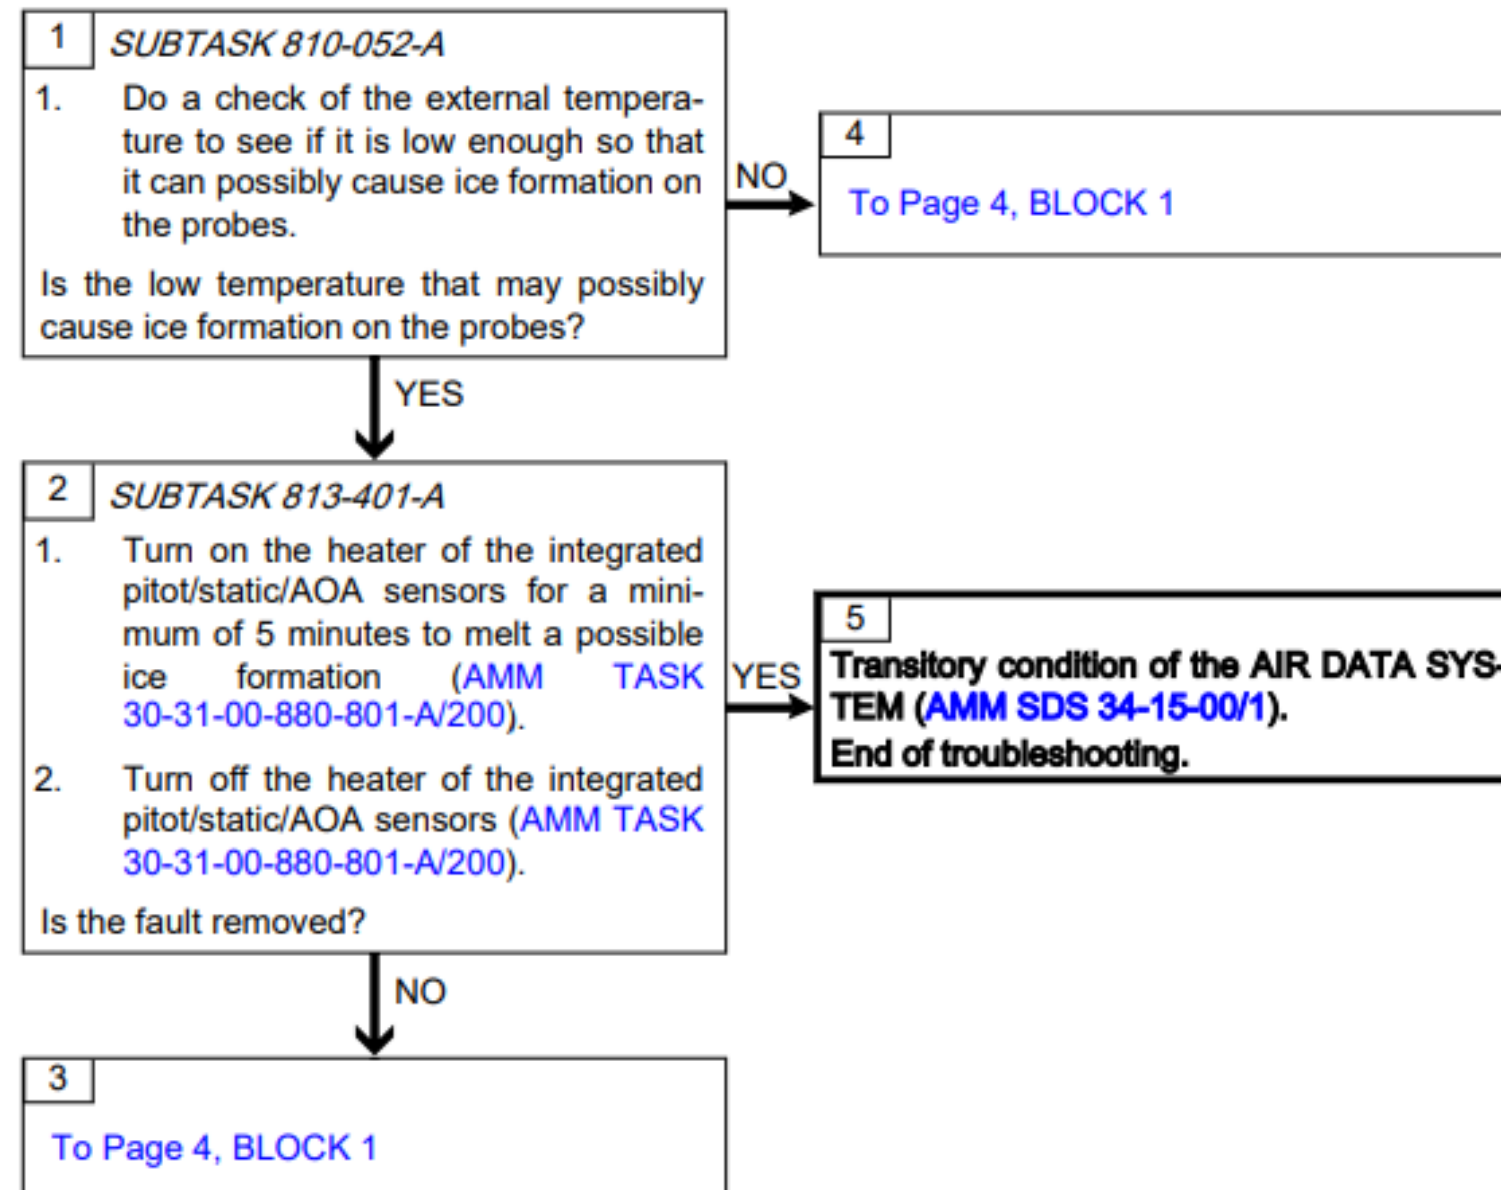 1
SUBTASK 810-052-A
1. Do a check of the external tempera-
ture to see if it is low enough so that
it can possibly cause ice formation on
the probes.
Is the low temperature that may possibly
cause ice formation on the probes?
NO
4
To Page 4, BLOCK 1
YES
2
SUBTASK 813-401-A
1. Turn on the heater of the integrated
pitot/static/AOA sensors for a mini-
mum of 5 minutes to melt a possible
ice formation (AMM TASK
30-31-00-880-801-A/200).
2. Turn off the heater of the integrated
pitot/static/AOA sensors (AMM TASK
30-31-00-880-801-A/200).
Is the fault removed?
YES
5
Transitory condition of the AIR DATA SYS-
TEM (AMM SDS 34-15-00/1).
End of troubleshooting.
NO
3
To Page 4, BLOCK 1